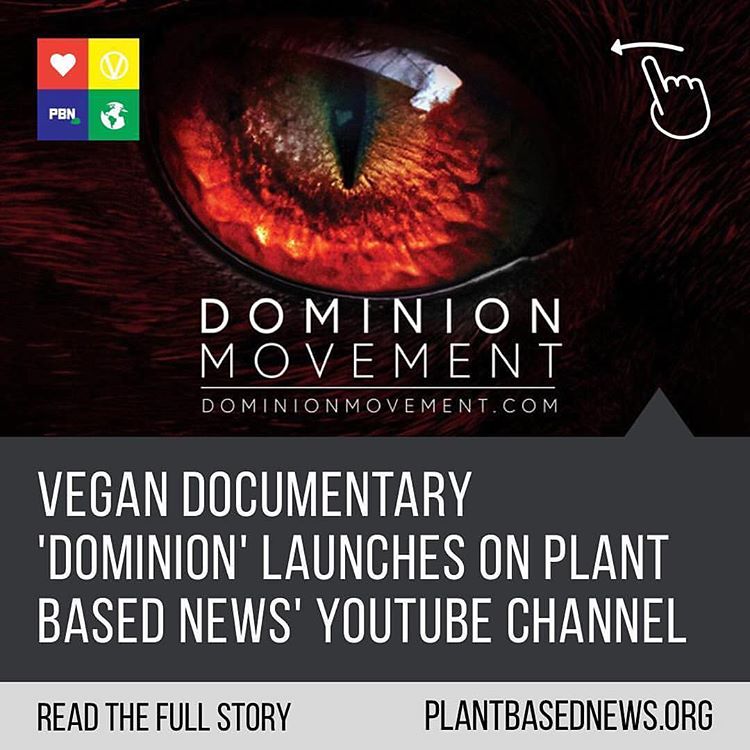 PBN
DOMINION
MOVEMENT
DOMINIONMOVEMENT.COM
VEGAN DOCUMENTARY
'DOMINION' LAUNCHES ON PLANT
BASED NEWS' YOUTUBE CHANNEL
READ THE FULL STORY
PLANTBASEDNEWS.ORG